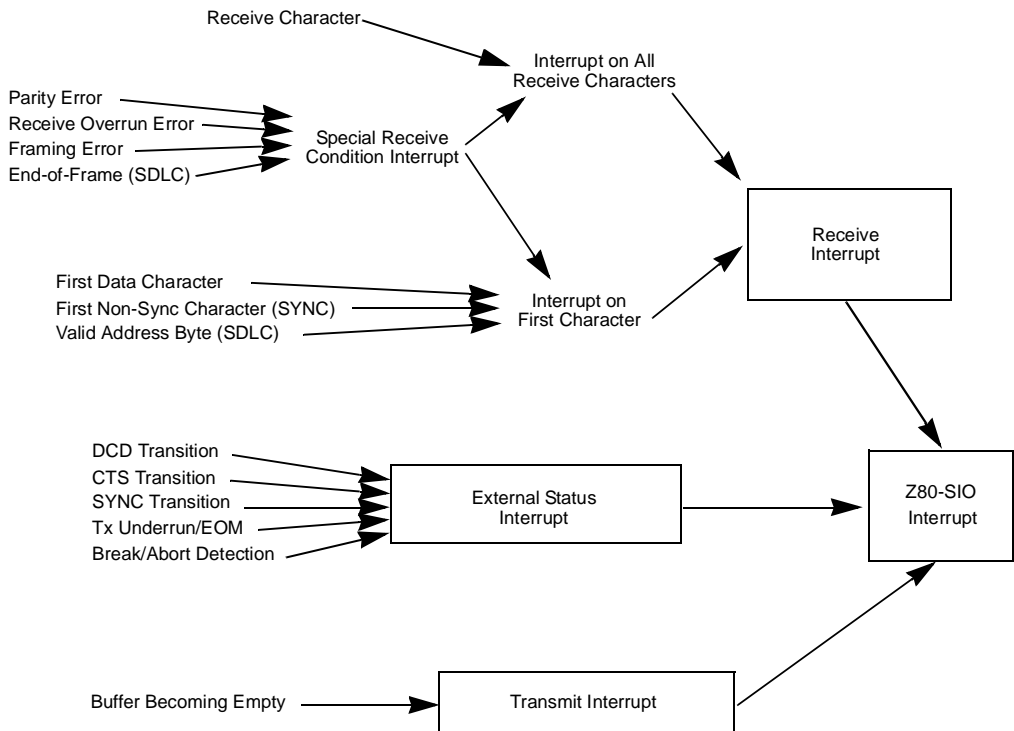 Receive Character
Interrupt on All
Receive Characters
Parity Error
Receive Overrun Error
Framing Error
End-of-Frame (SDLC)
Special Receive
Condition Interrupt
Receive
Interrupt
First Data Character
First Non-Sync Character (SYNC)
Valid Address Byte (SDLC)
Interrupt on
First Character
DCD Transition
CTS Transition
SYNC Transition
Tx Underrun/EOM
Break/Abort Detection
External Status
Interrupt
Z80-SIO
Interrupt
Buffer Becoming Empty
Transmit Interrupt